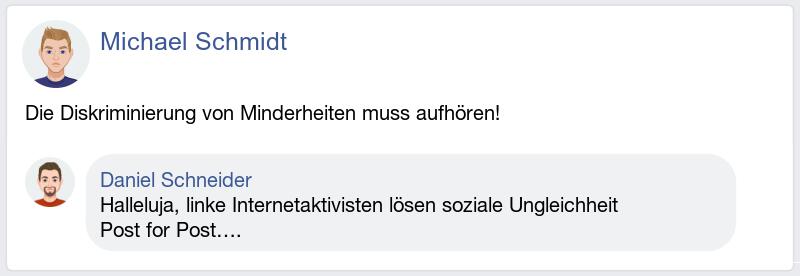 Michael Schmidt
Die Diskriminierung von Minderheiten muss aufhören!
Daniel Schneider
Halleluja, linke Internetaktivisten lösen soziale Ungleichheit
Post for Post….